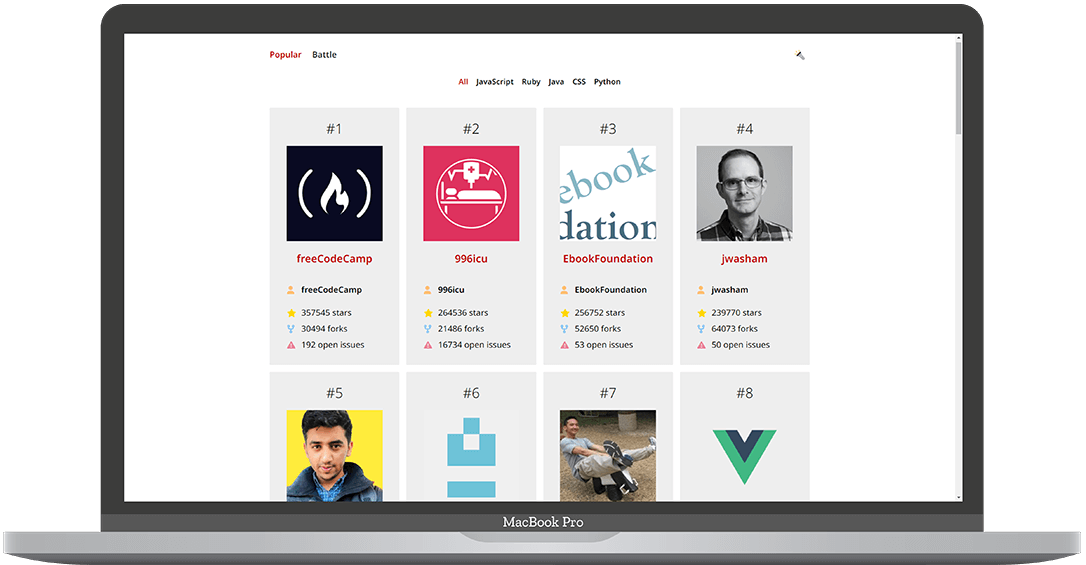 Popular Battle
All JavaScript Ruby Java CSS Python
#1 #2 #3 #4
ebook
dation
freeCodeCamp 996icu EbookFoundation jwasham
freeCodeCamp 996icu EbookFoundation jwasham
357545 stars 264536 stars 256752 stars 239770 stars
30494 forks 21486 forks 52650 forks 64073 forks
192 open issues 16734 open issues 53 open issues 50 open issues
#5 #6 #7 #8
MacBook Pro